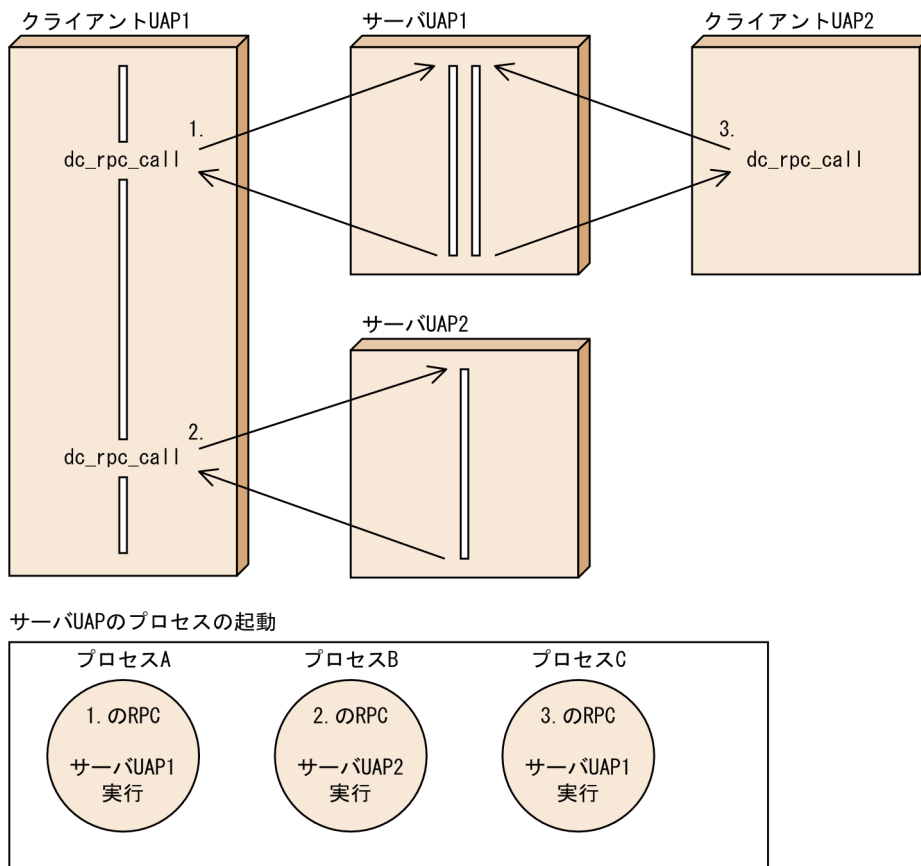 クライアントUAP1
サーバUAP1
クライアントUAP2
1.
dc_rpc_call
3.
dc_rpc_call
サーバUAP2
2.
dc_rpc_call
サーバUAPのプロセスの起動
プロセスA
プロセスB
プロセスC
1. のRPC
サーバUAP1
実行
2. のRPC
サーバUAP2
実行
3. のRPC
サーバUAP1
実行